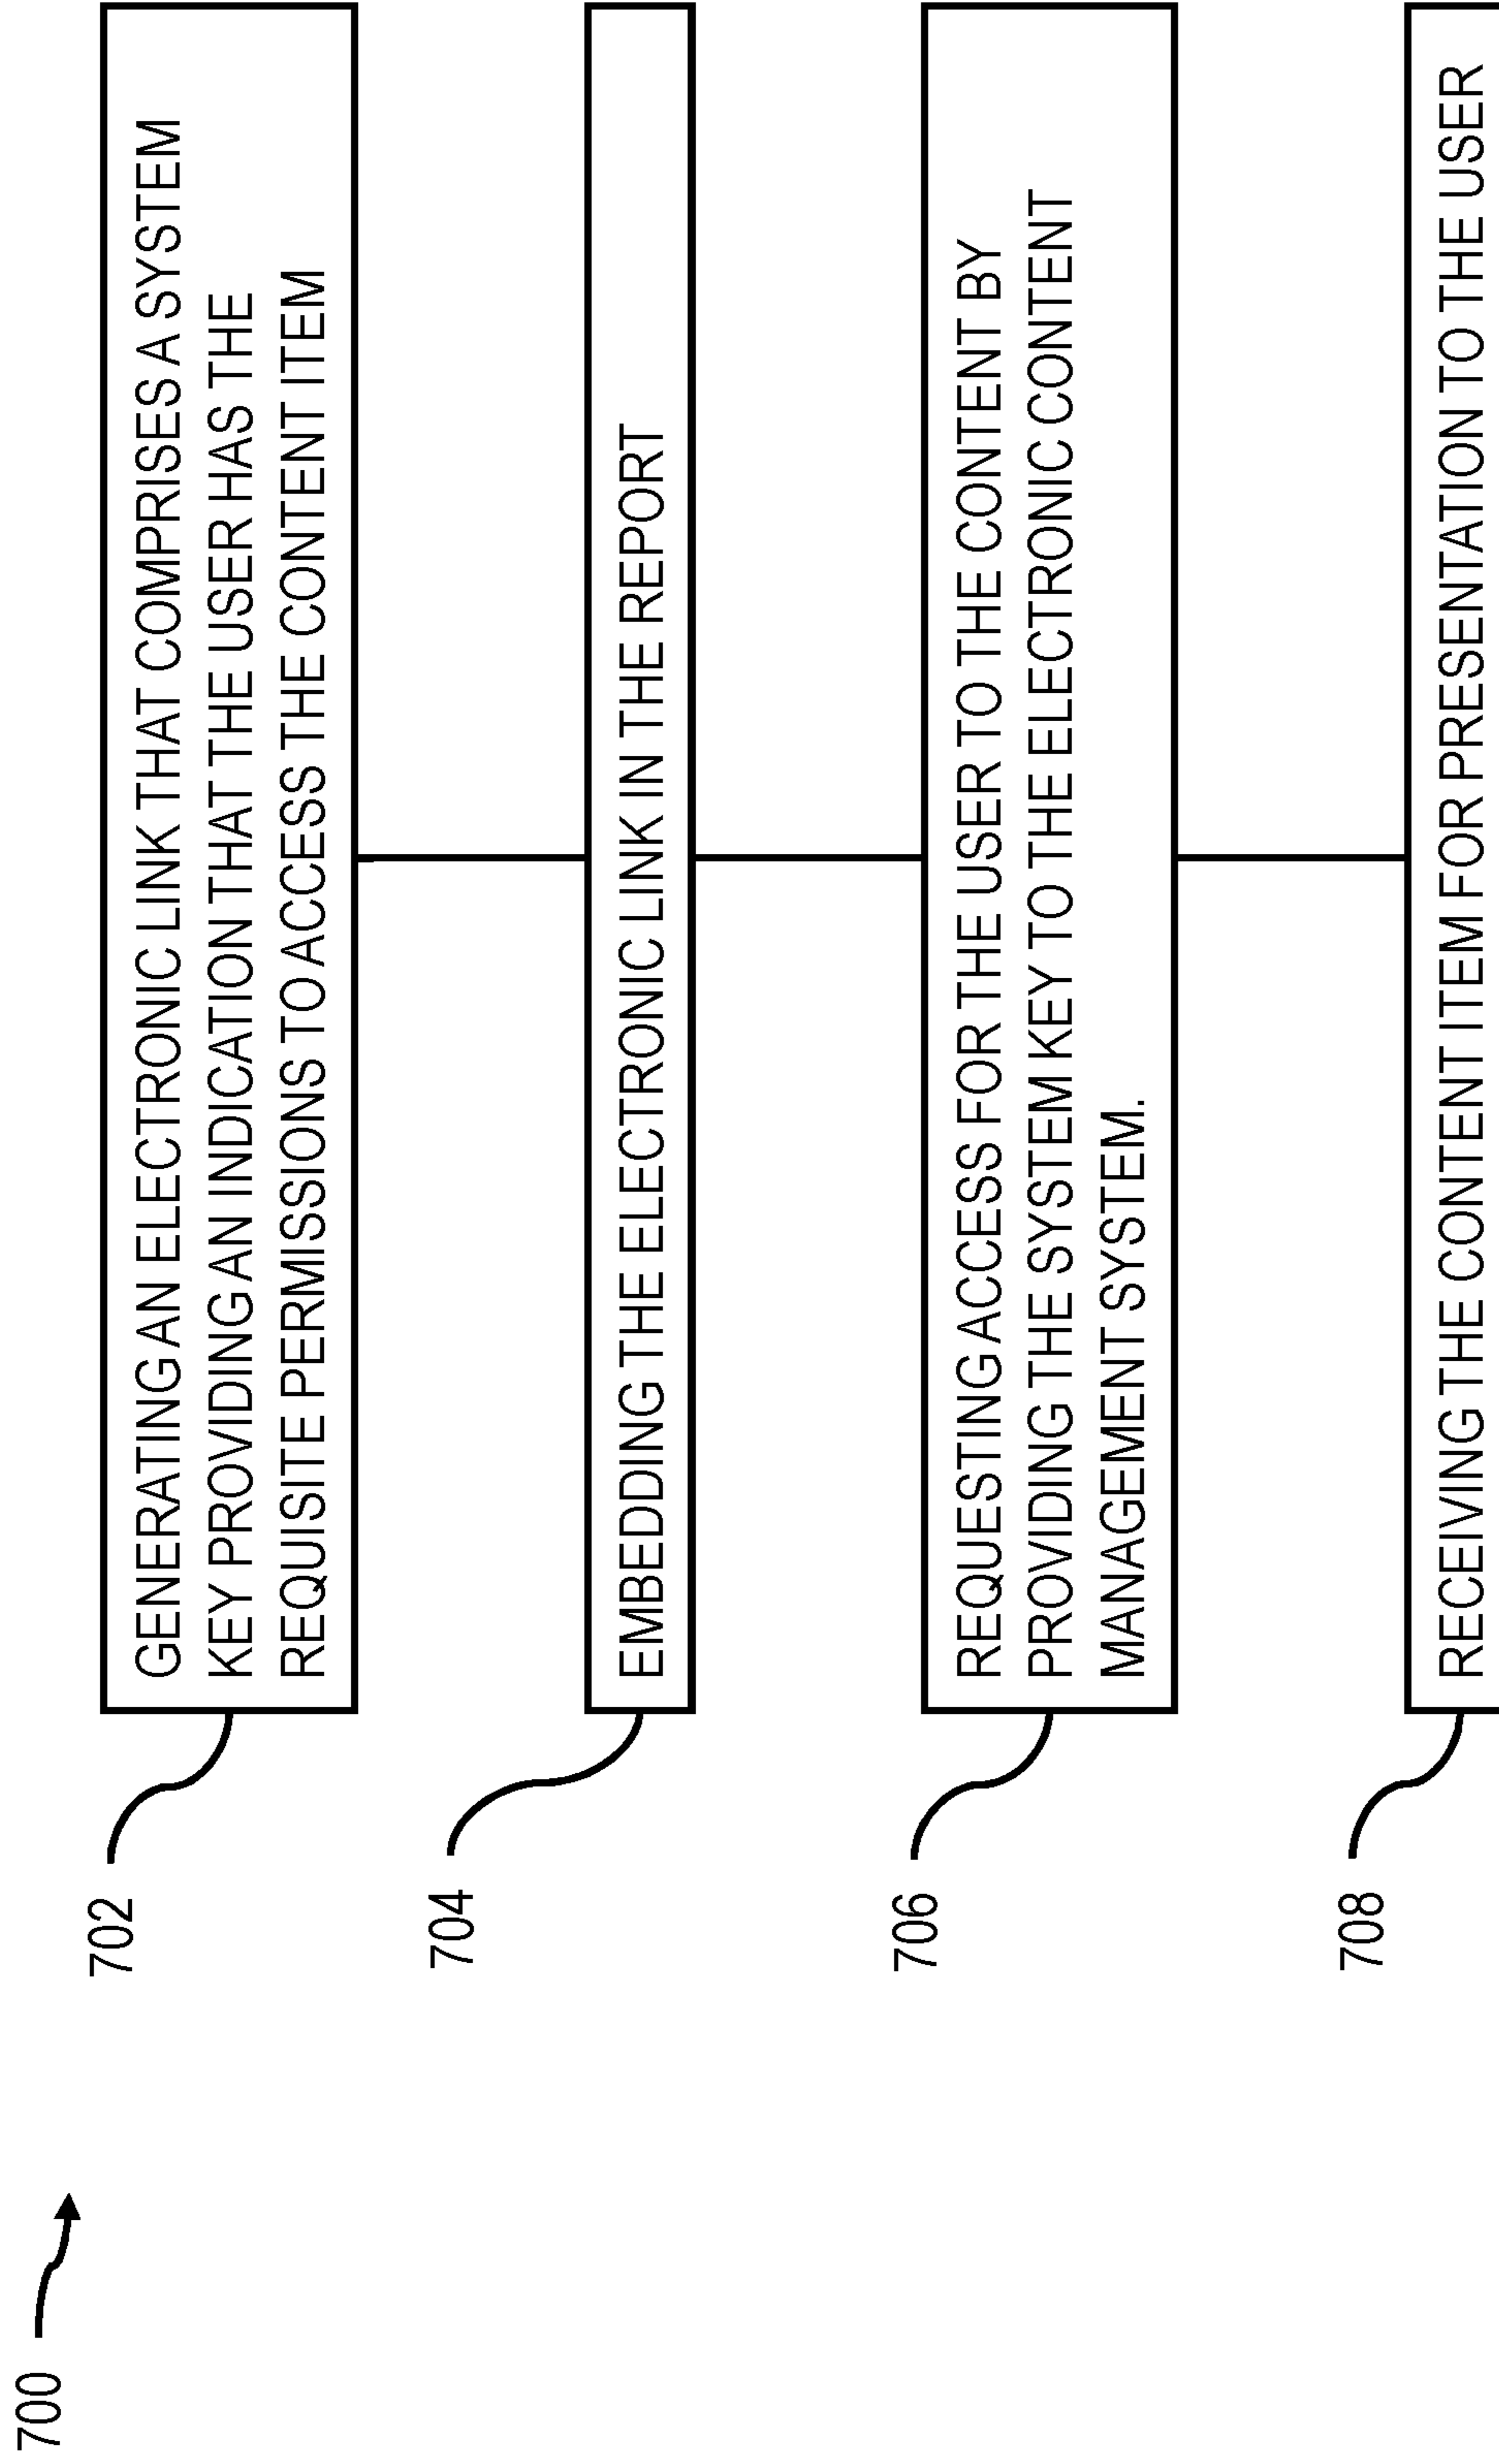 700
702
GENERATING AN ELECTRONIC LINK THAT COMPRISES A SYSTEM
KEY PROVIDING AN INDICATION THAT THE USER HAS THE
REQUISITE PERMISSIONS TO ACCESS THE CONTENT ITEM
704
EMBEDDING THE ELECTRONIC LINK IN THE REPORT
706
REQUESTING ACCESS FOR THE USER TO THE CONTENT BY
PROVIDING THE SYSTEM KEY TO THE ELECTRONIC CONTENT
MANAGEMENT SYSTEM.
708
RECEIVING THE CONTENT ITEM FOR PRESENTATION TO THE USER